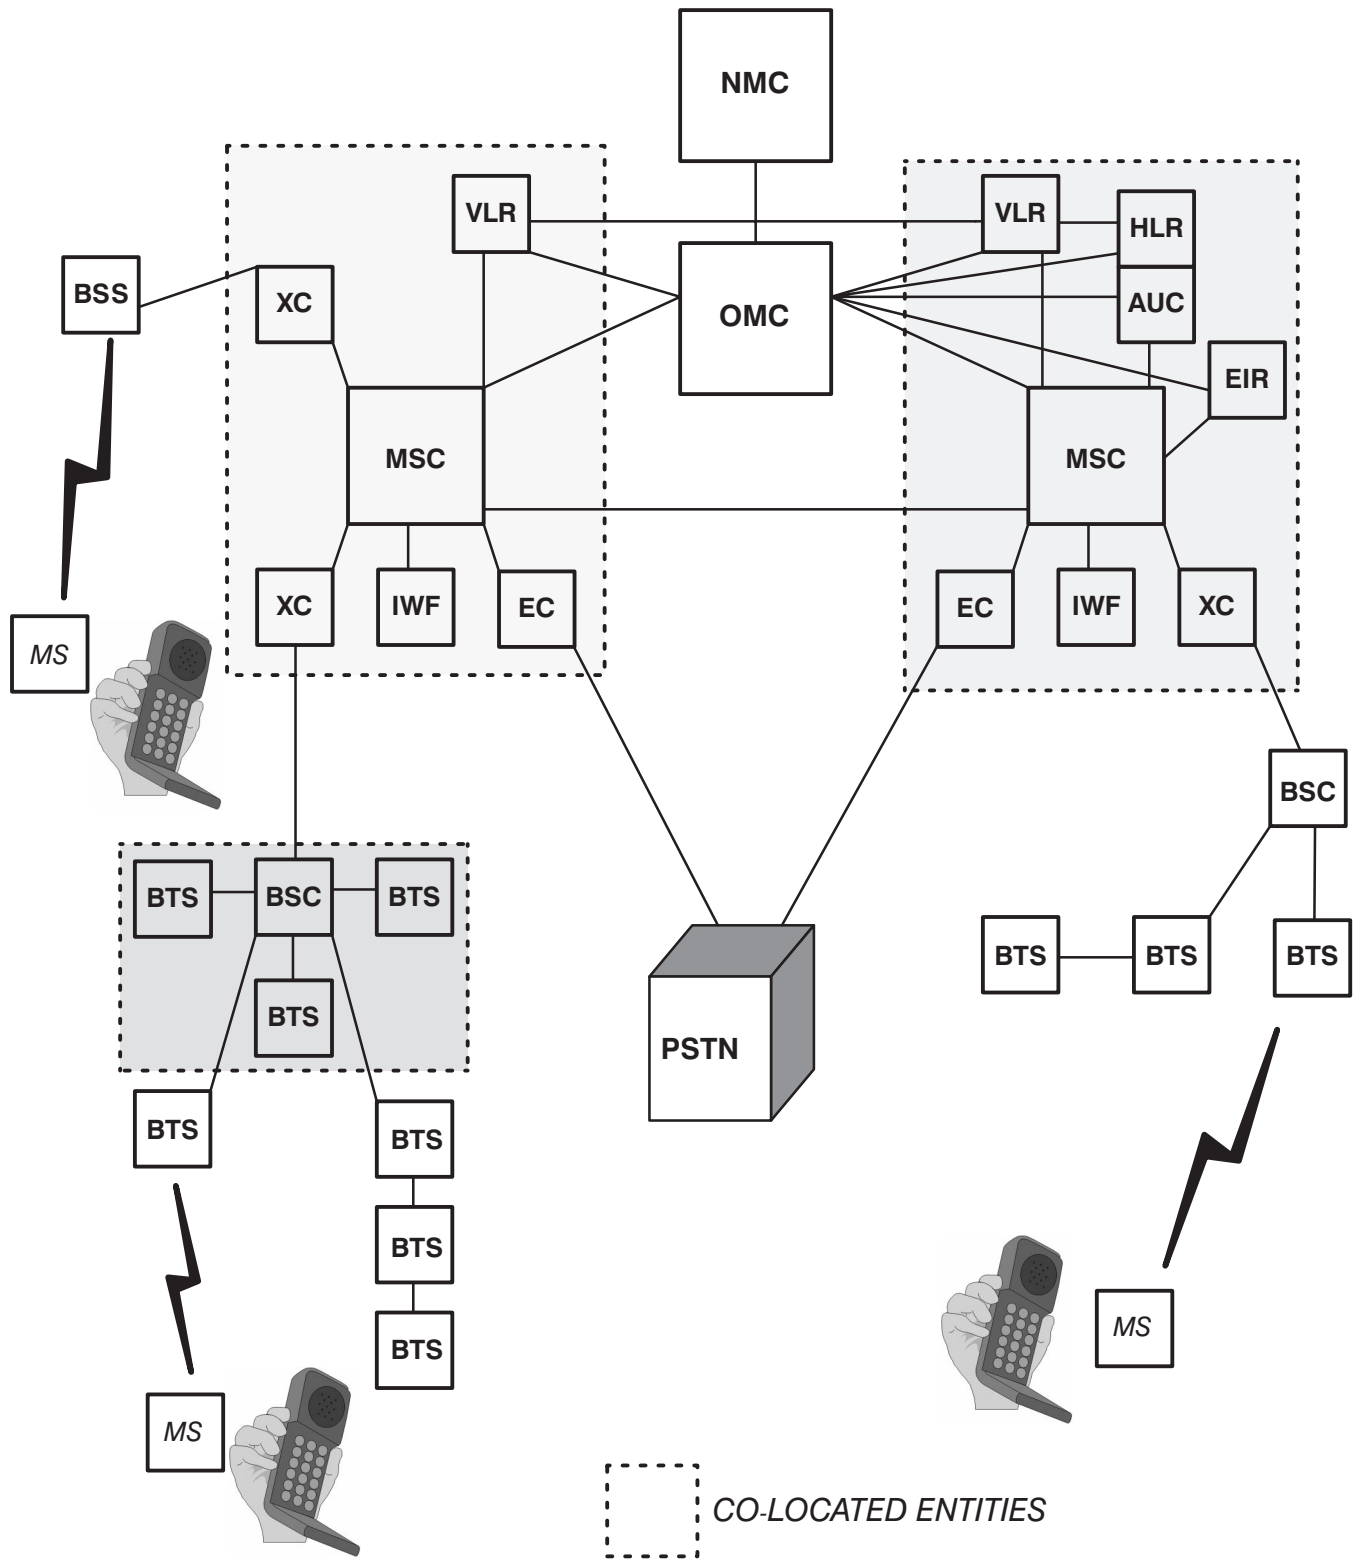 NMC
VLR
VLR
HLR
BSS
XC
OMC
AUC
EIR
MSC
MSC
XC
IWF
EC
EC
IWF
XC
MS
BSC
BTS
BSC
BTS
BTS
BTS
BTS
BTS
PSTN
BTS
BTS
BTS
BTS
MS
BTS
MS
CO-LOCATED ENTITIES